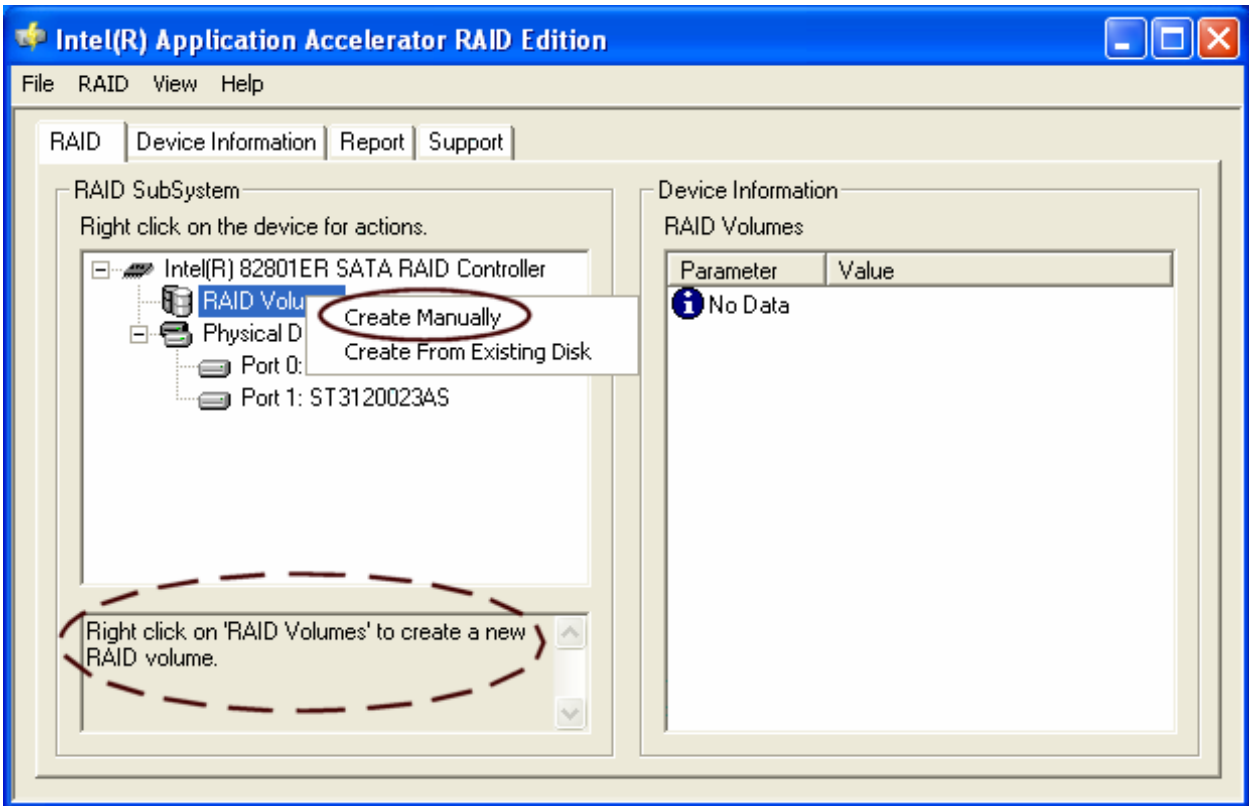 Intel(R) Application Accelerator RAID Edition
File RAID View Help
RAID Device Information Report Support
RAID SubSystem
Right click on the device for actions.
Intel(R) 82801ER SATA RAID Controller
RAID Volu
Create Manually
Physical D
Create From Existing Disk
Port 0:
Port 1: ST3120023AS
Right click on 'RAID Volumes' to create a new
RAID volume.
Device Information
RAID Volumes
Parameter Value
No Data